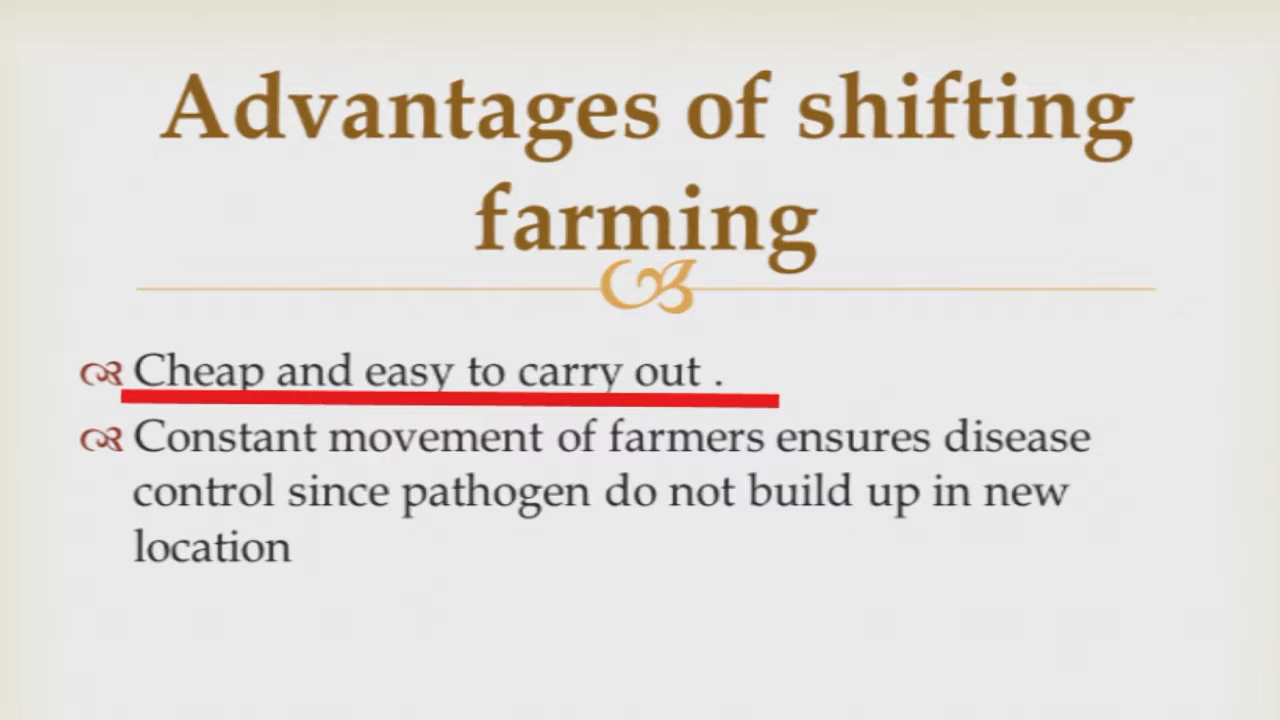 Advantages of shifting
farming
Cheap and easy to carry out .
Constant movement of farmers ensures disease
control since pathogen do not build up in new
location